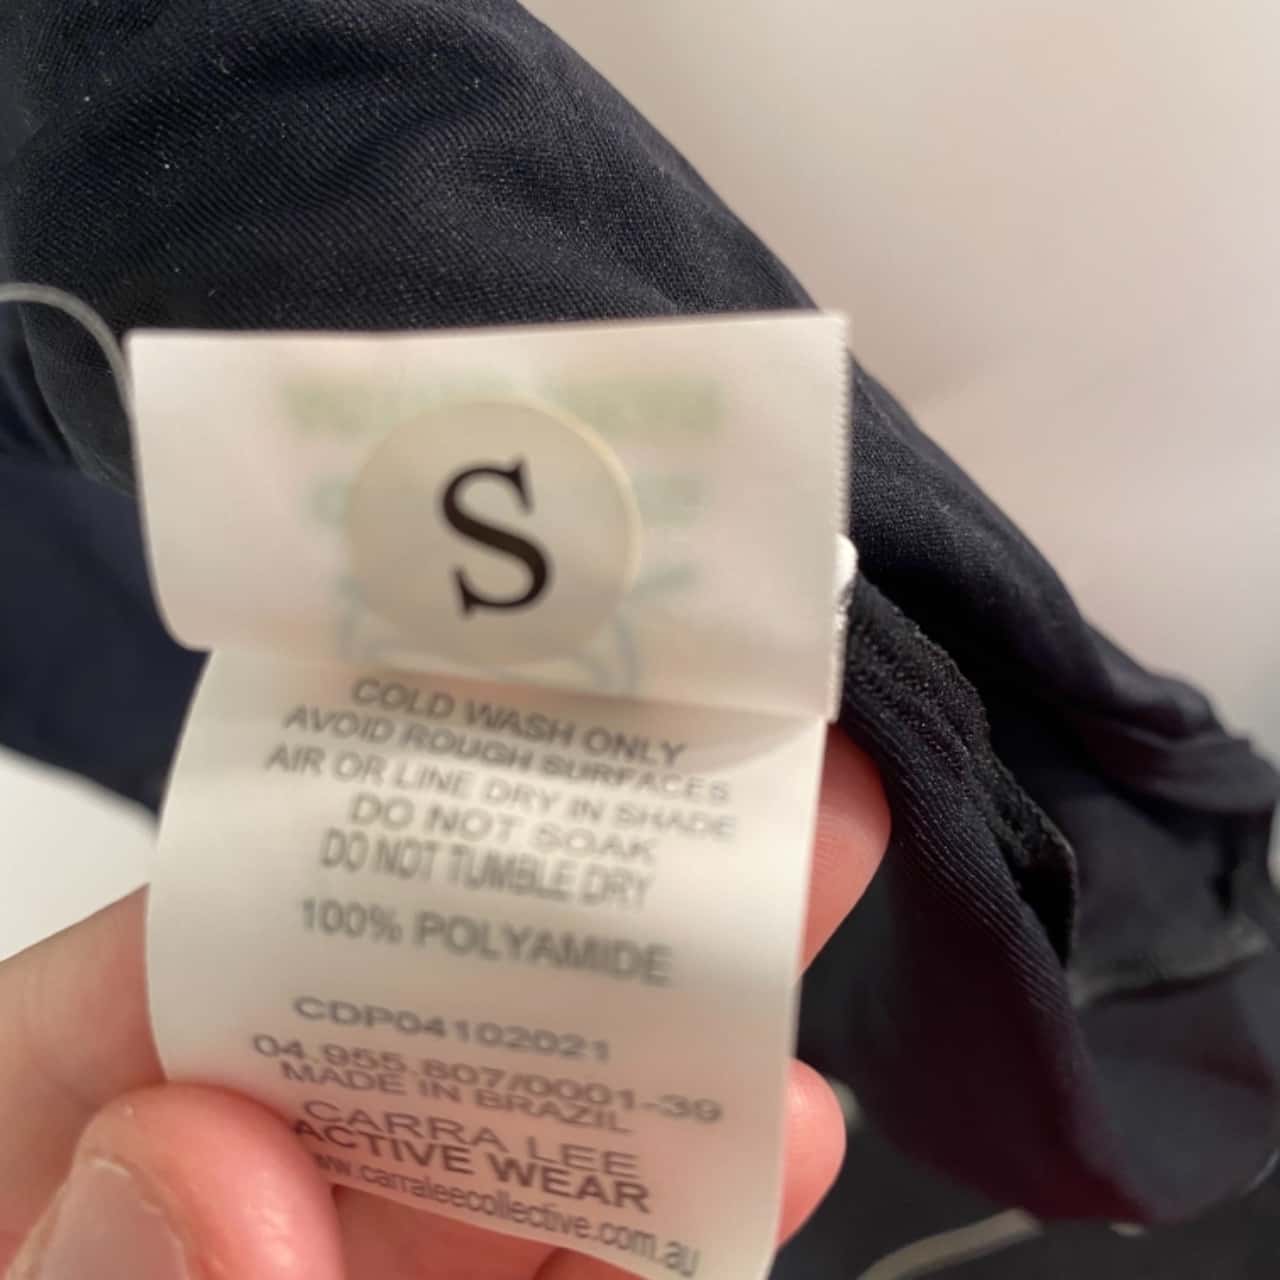 S
COLD WASH ONLY
AVOID ROUGH SURFACES
AIR OR LINE DRY IN SHADE
DO NOT SOAK
DO NOT TUMBLE DRY
100% POLYAMIDE
CDP04102021
04.955.807/0001-39
MADE IN BRAZIL
CARRA LEE
ACTIVE WEAR
www.carraleecollective.com.au